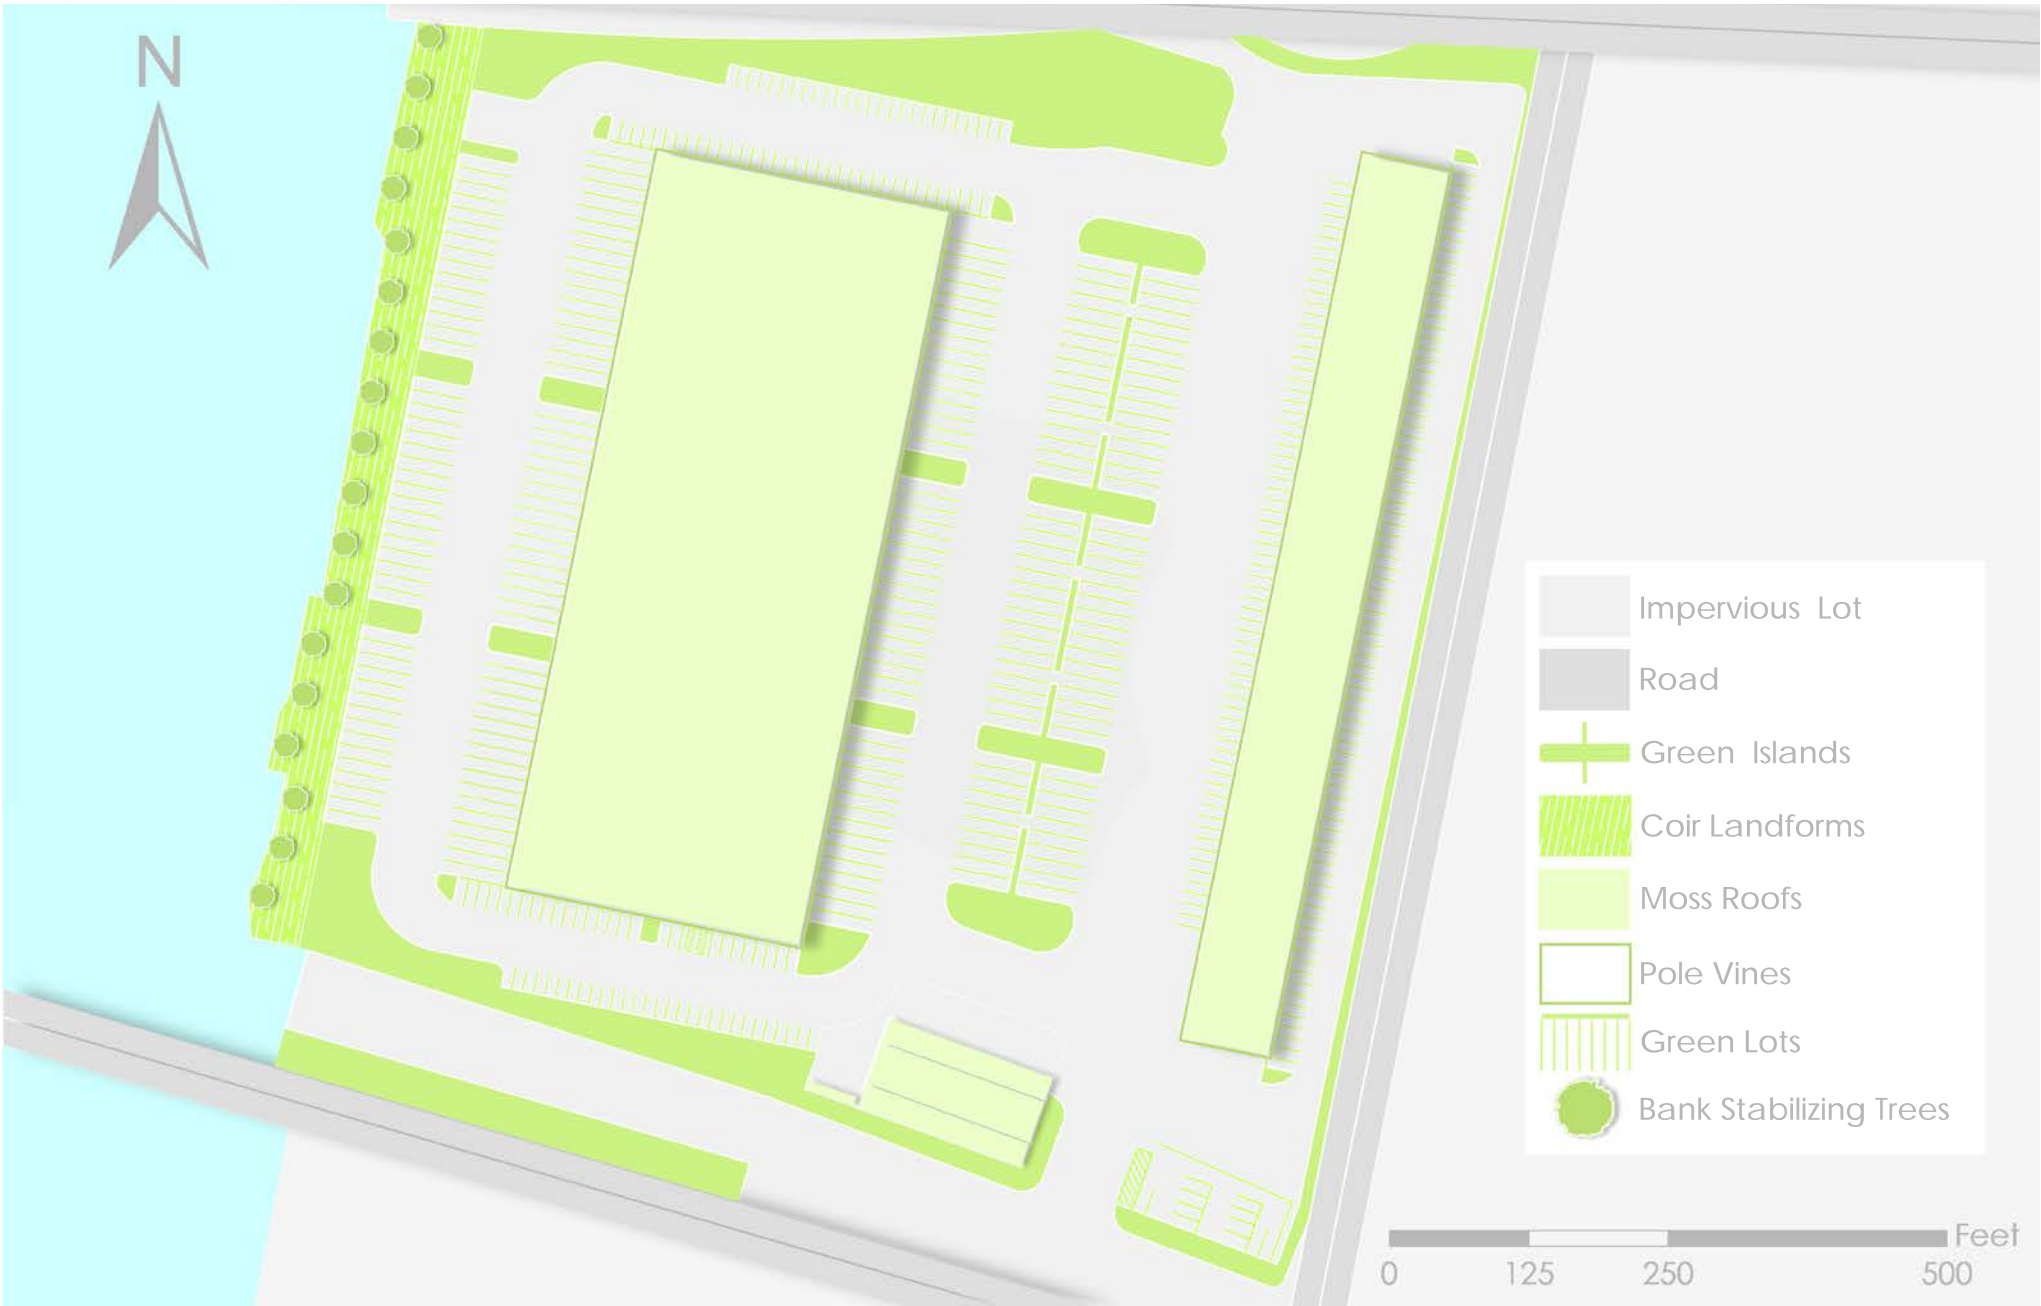 N
Impervious Lot
Road
Green Islands
Coir Landforms
Moss Roofs
Pole Vines
Green Lots
Bank Stabilizing Trees
Feet
0 125 250 500